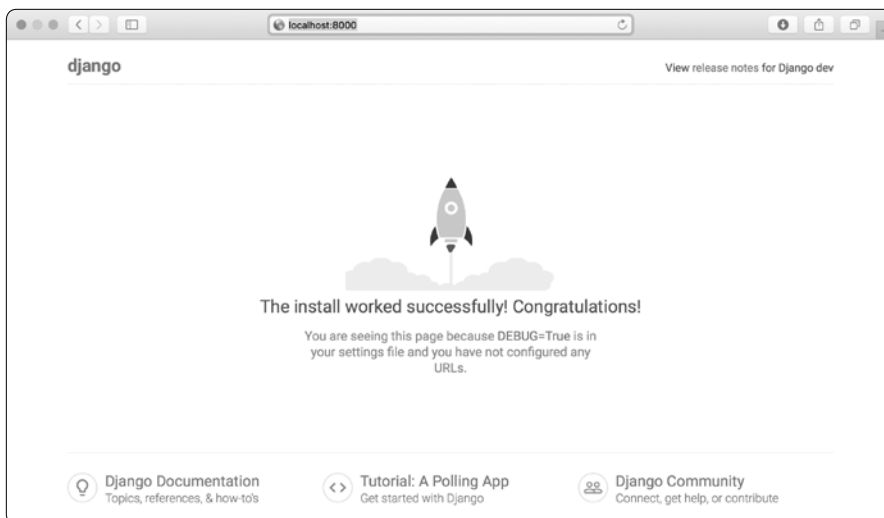 localhost:8000
django
View release notes for Django dev
The install worked successfully! Congratulations!
You are seeing this page because DEBUG=True is in
your settings file and you have not configured any
URLs.
Django Documentation
Topics, references, & how-to's
Tutorial: A Polling App
Get started with Django
Django Community
Connect, get help, or contribute